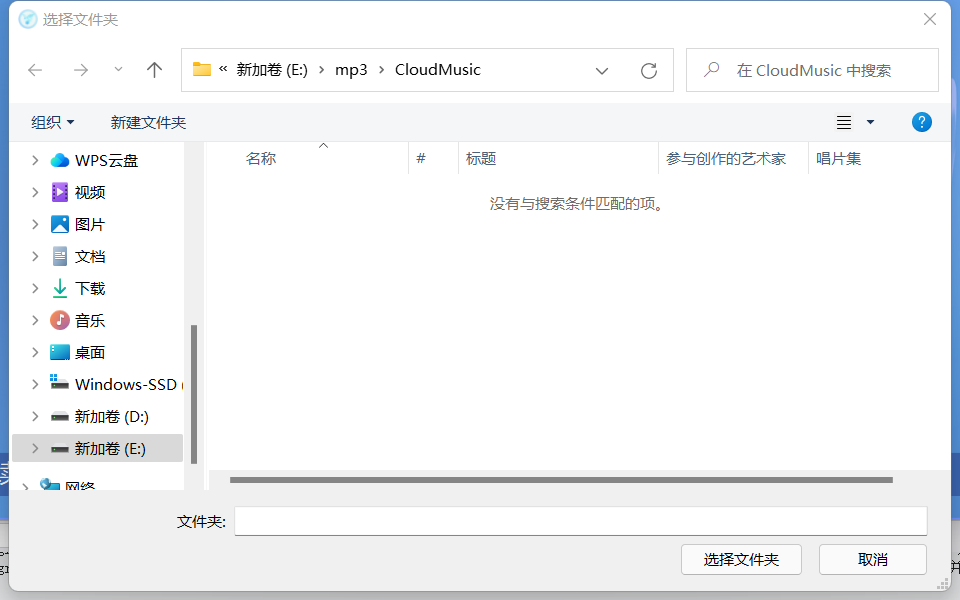 选择文件夹
« 新加卷 (E:) › mp3 › CloudMusic
在 CloudMusic 中搜索
组织 新建文件夹
WPS云盘
视频
图片
文档
下载
音乐
桌面
Windows-SSD (
新加卷 (D:)
新加卷 (E:)
网络
名称 # 标题 参与创作的艺术家 唱片集
没有与搜索条件匹配的项。
文件夹:
选择文件夹 取消